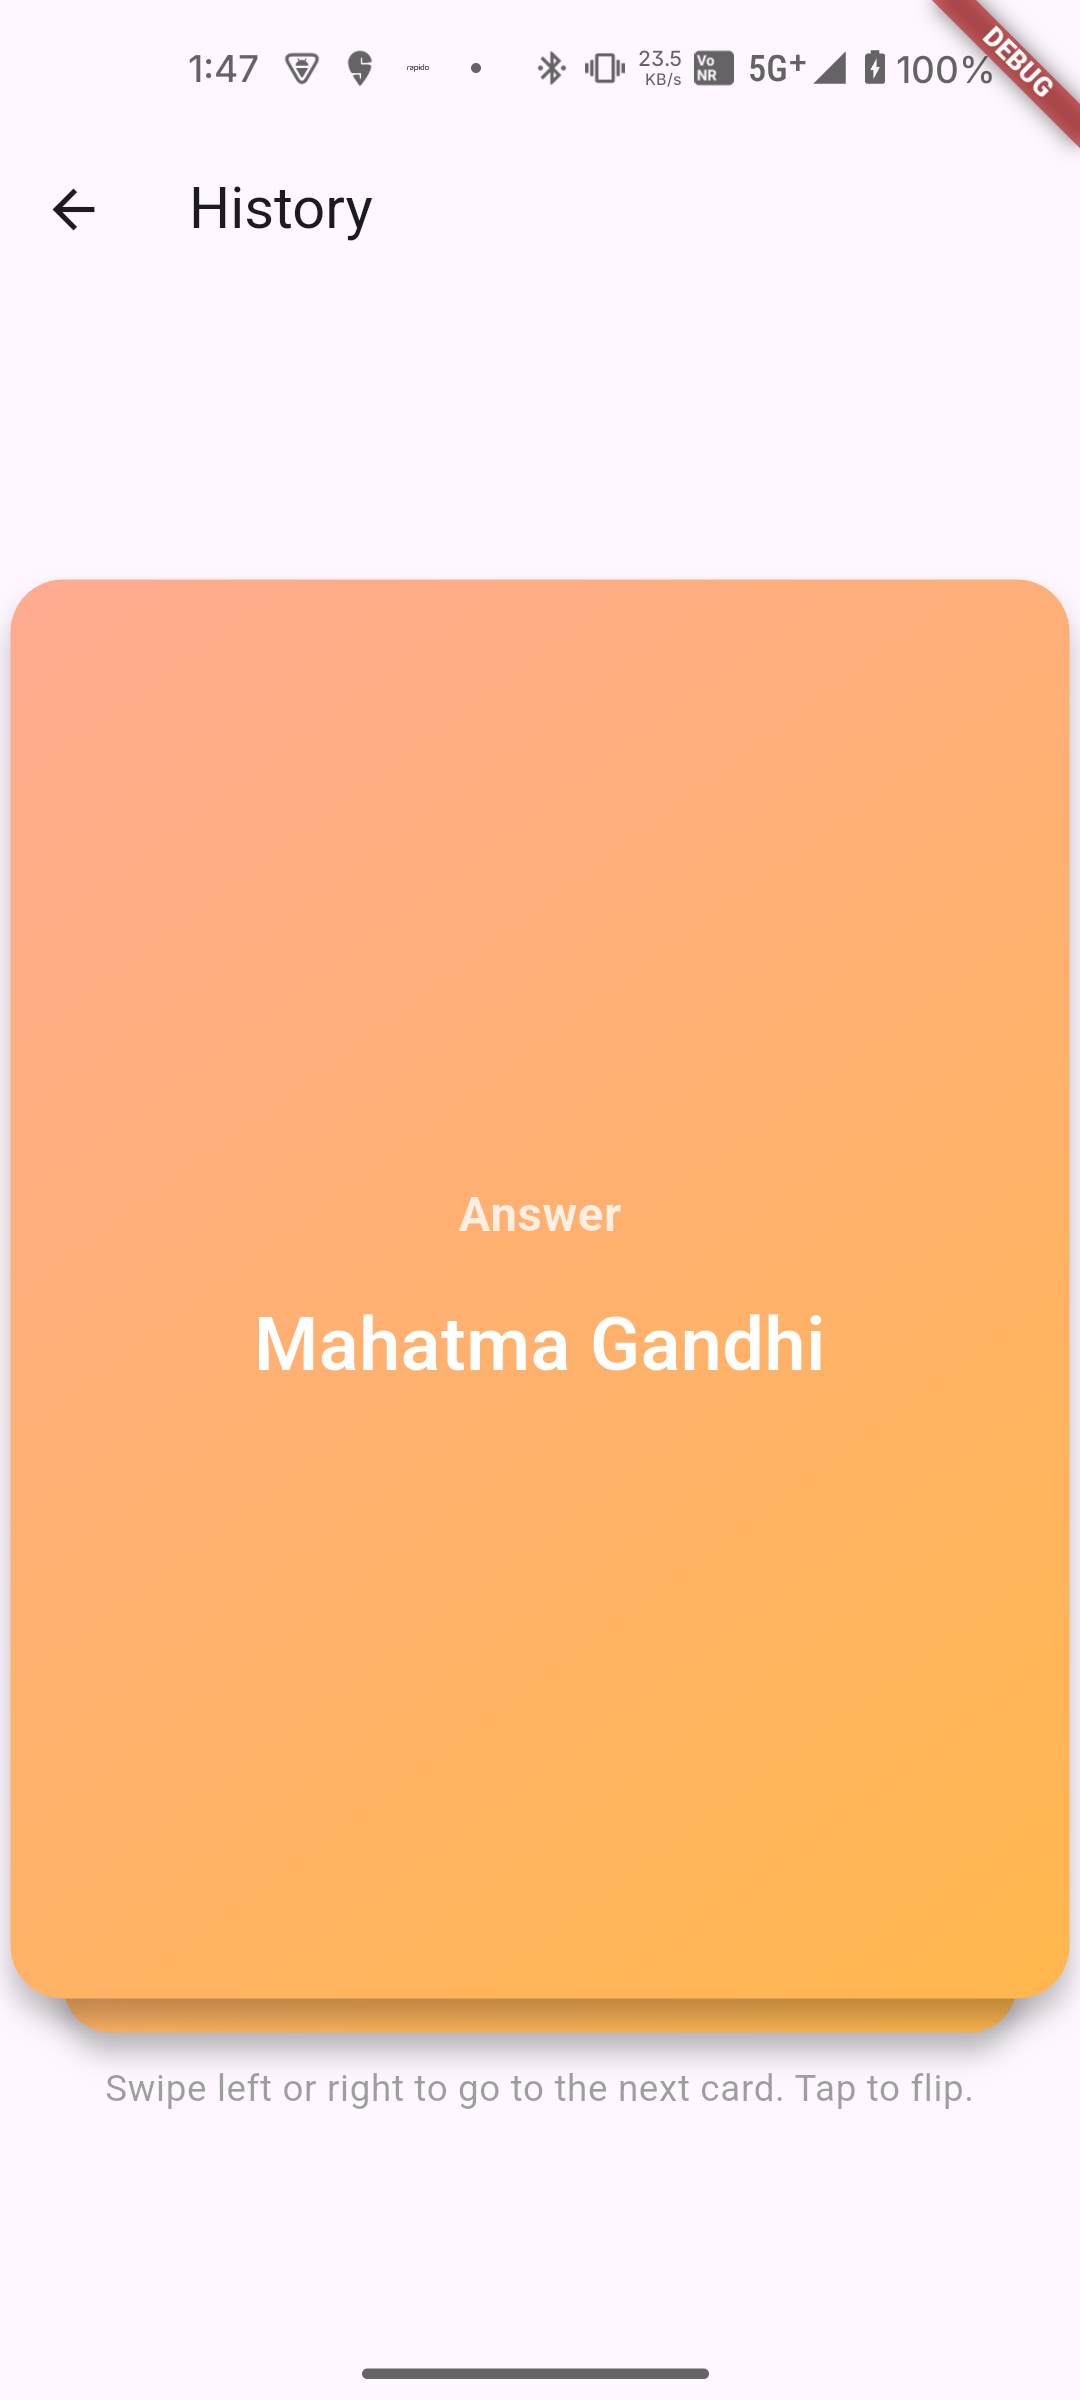 1:47 rapido 23.5 KB/s Vo NR 5G+ 100%
DEBUG
History
Answer
Mahatma Gandhi
Swipe left or right to go to the next card. Tap to flip.